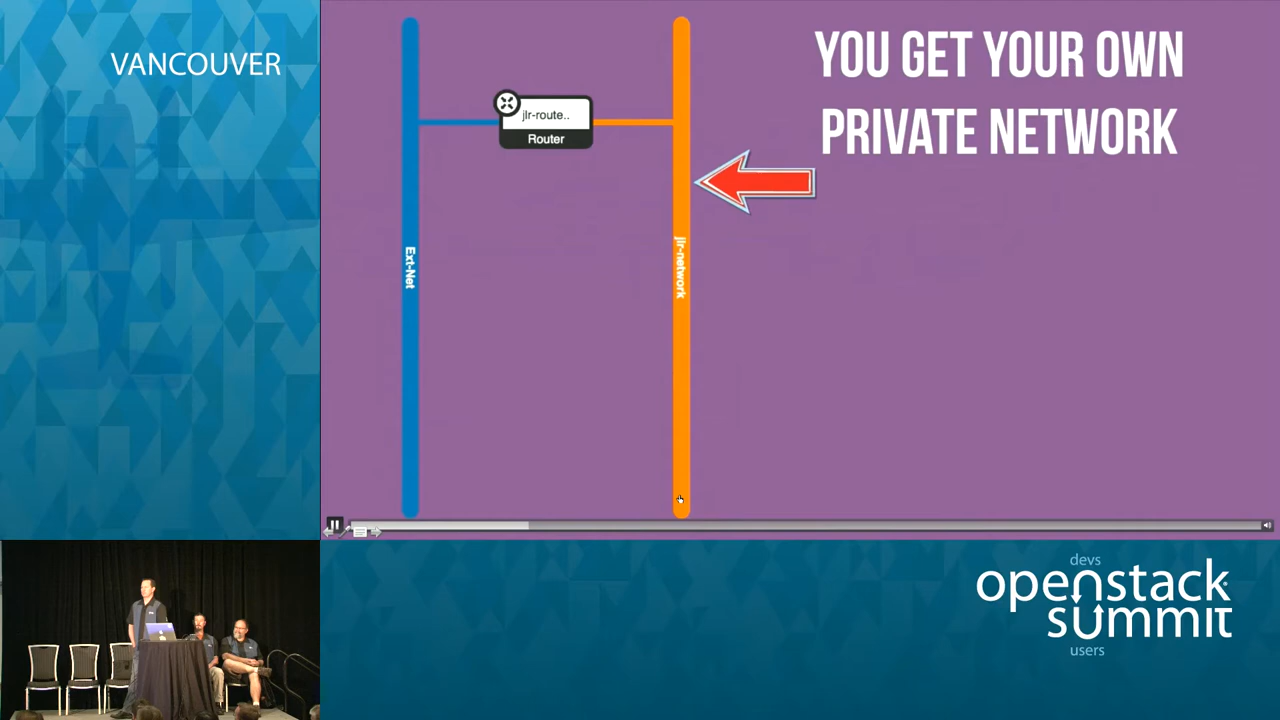 VANCOUVER
YOU GET YOUR OWN
PRIVATE NETWORK
jlr-route..
Router
Ext-Net
jlr-network
devs
openstack
summit
users